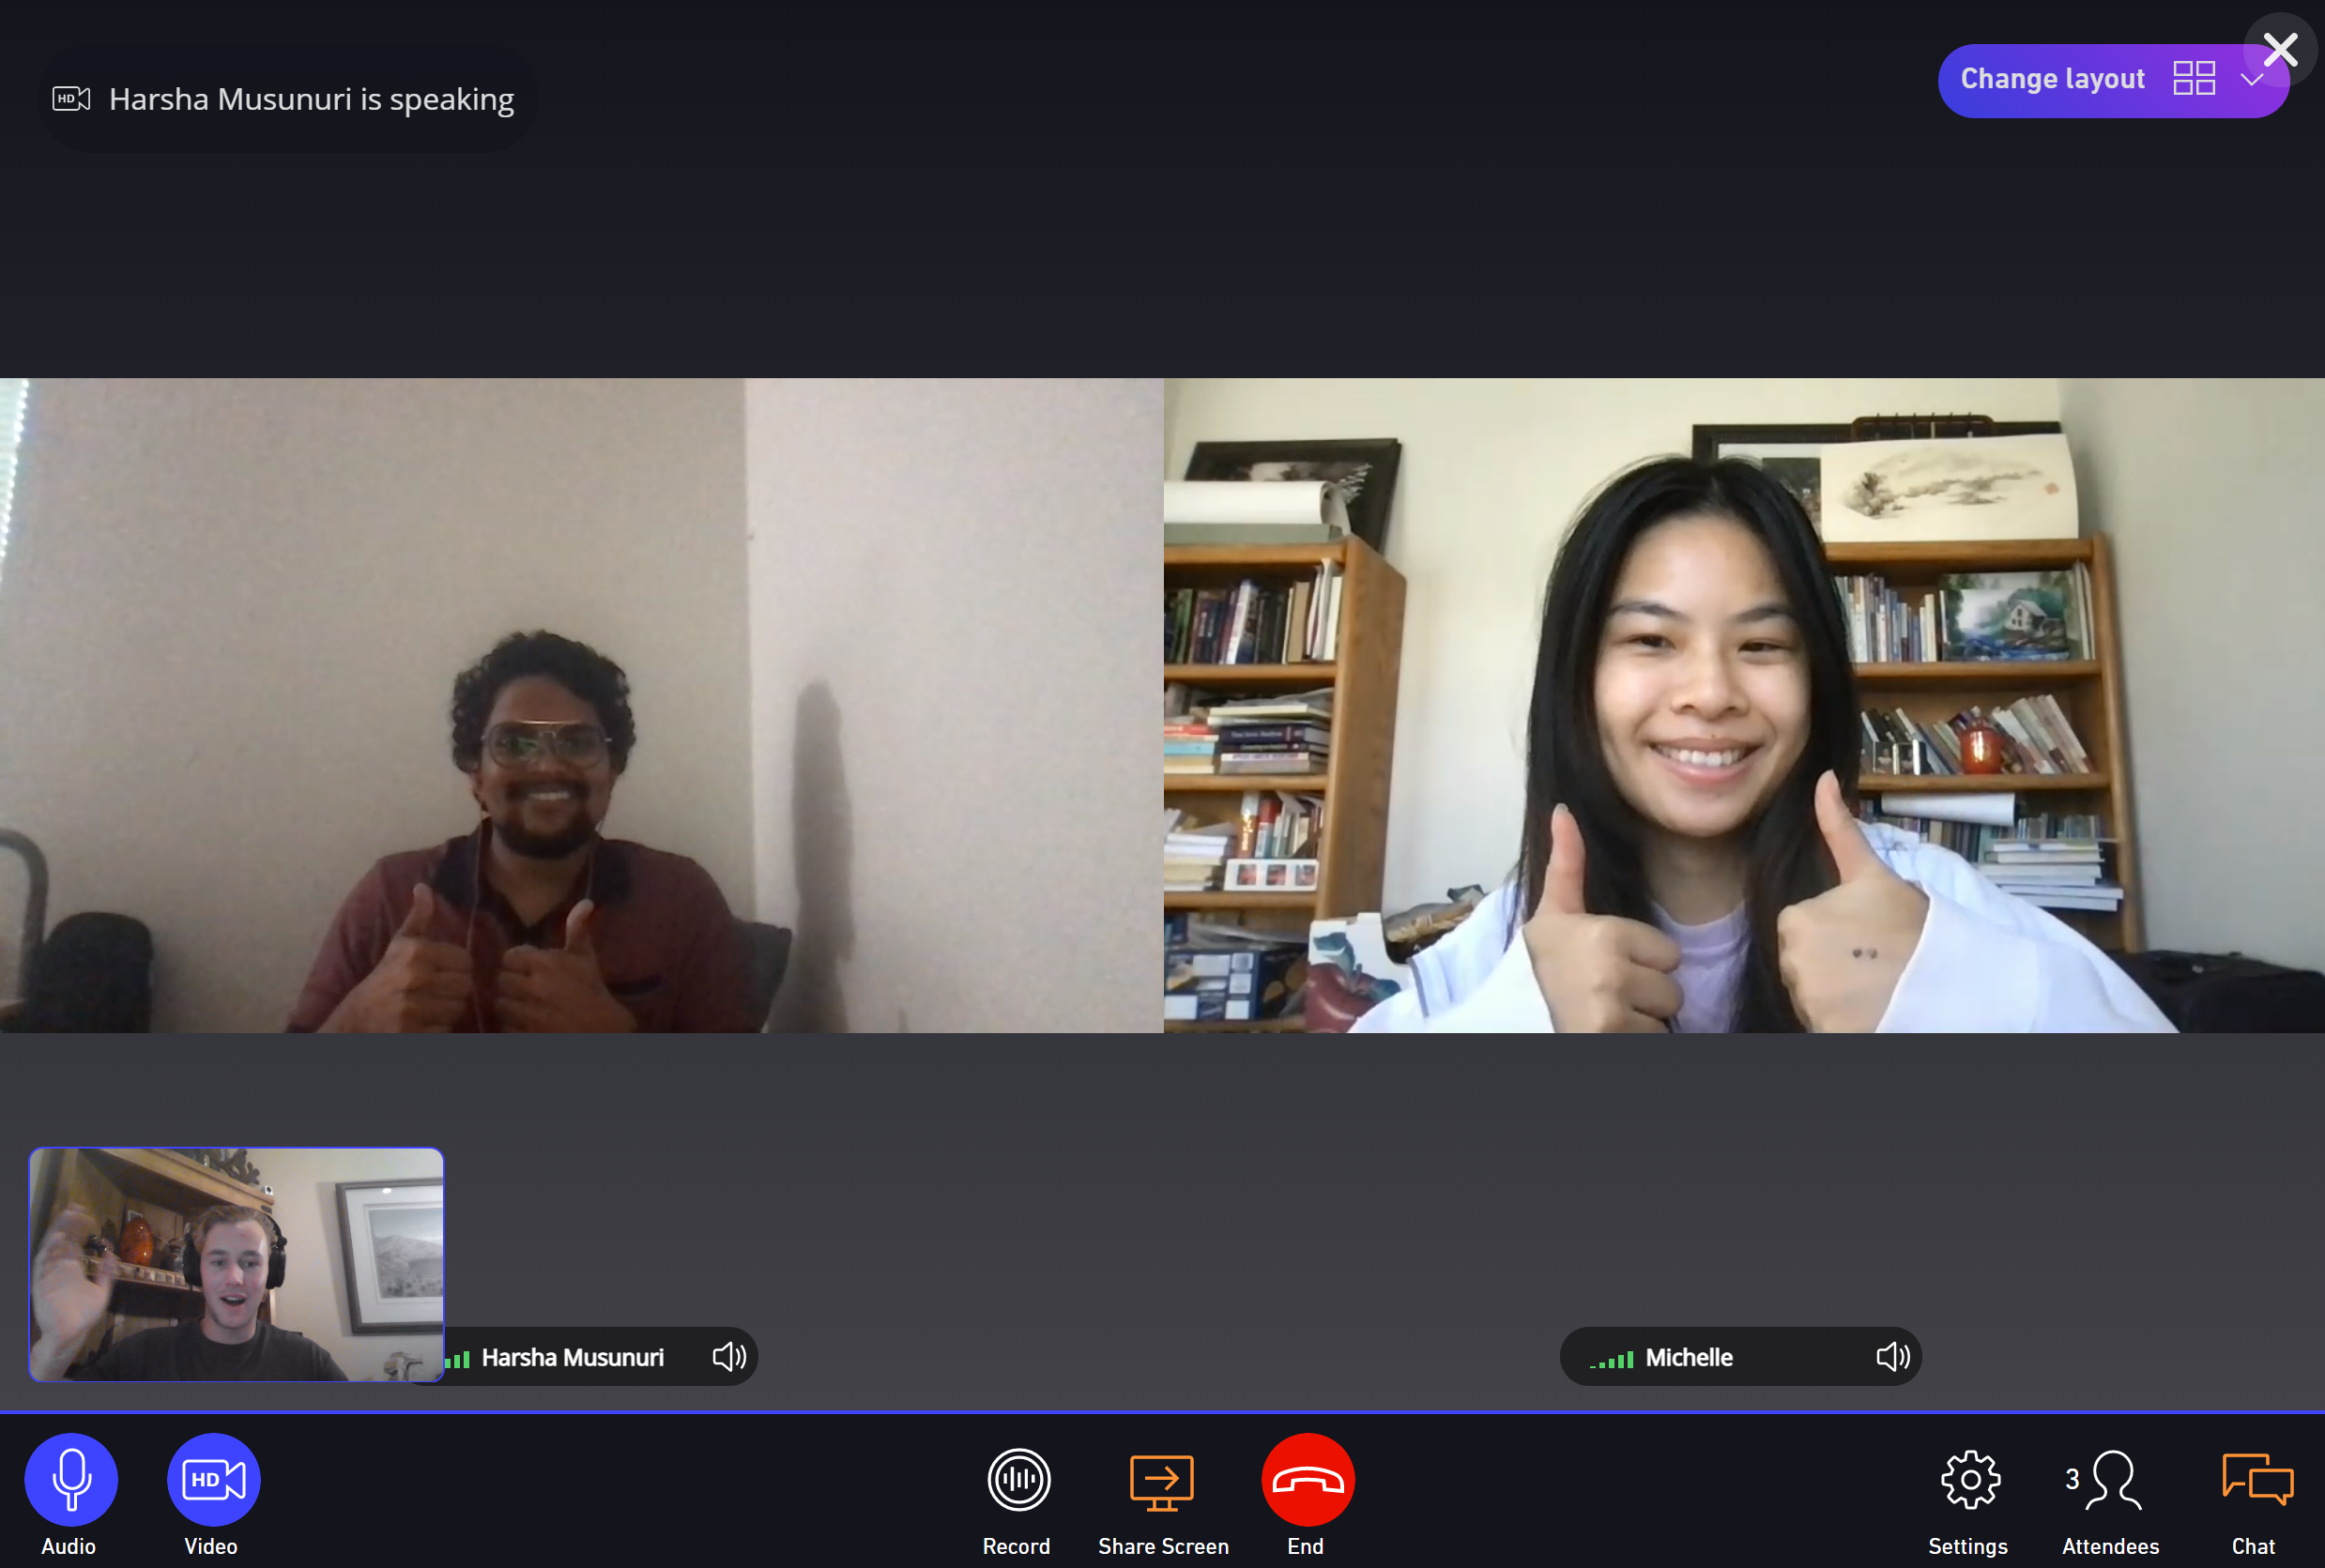 HD Harsha Musunuri is speaking
Change layout
Harsha Musunuri
Michelle
HD
3
Audio
Video
Record
Share Screen
End
Settings
Attendees
Chat